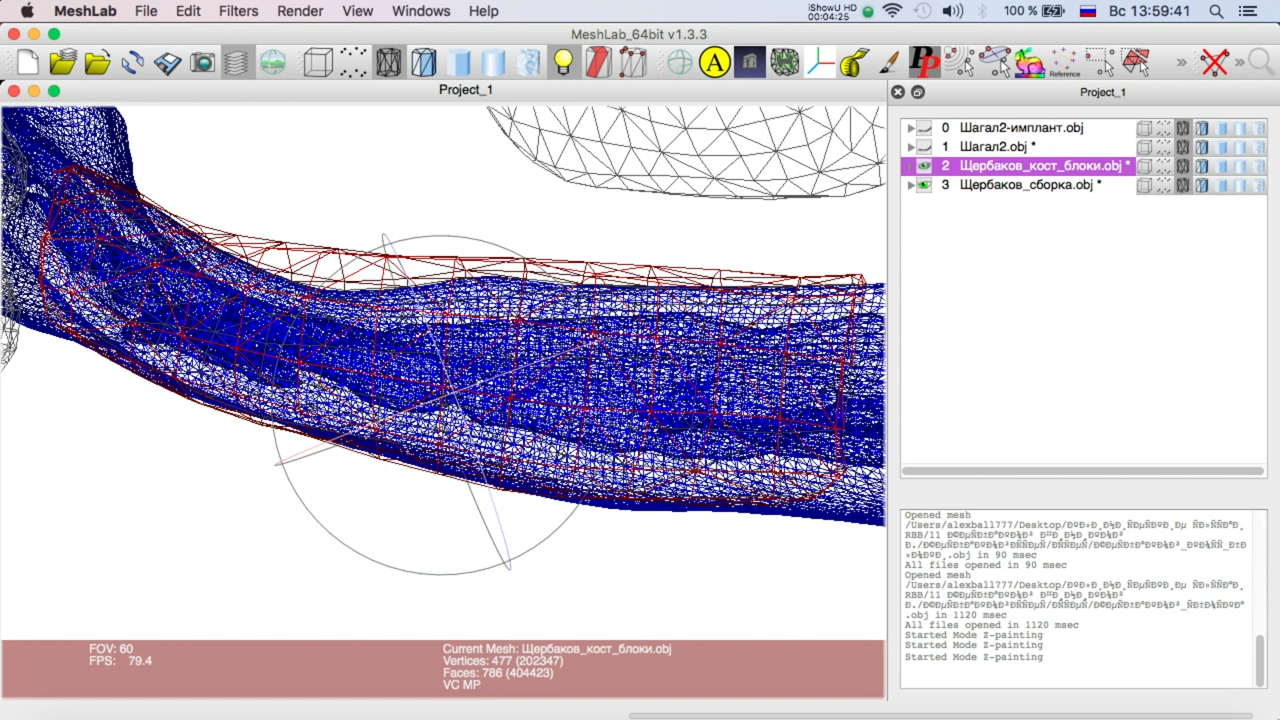 MeshLab File Edit Filters Render View Windows Help
iShowU HD
00:04:25
100 %
Вс 13:59:41
MeshLab_64bit v1.3.3
A
Pp
Reference
» »
Project_1
Project_1
0 Шагал2-имплант.obj
1 Шагал2.obj *
2 Щербаков_кост_блоки.obj *
3 Щербаков_сборка.obj *
Opened mesh
.obj in 90 msec
All files opened in 90 msec
Opened mesh
.obj in 1120 msec
All files opened in 1120 msec
Started Mode Z-painting
Started Mode Z-painting
Started Mode Z-painting
FOV: 60
FPS: 79.4
Current Mesh: Щербаков_кост_блоки.obj
Vertices: 477 (202347)
Faces: 786 (404423)
VC MP